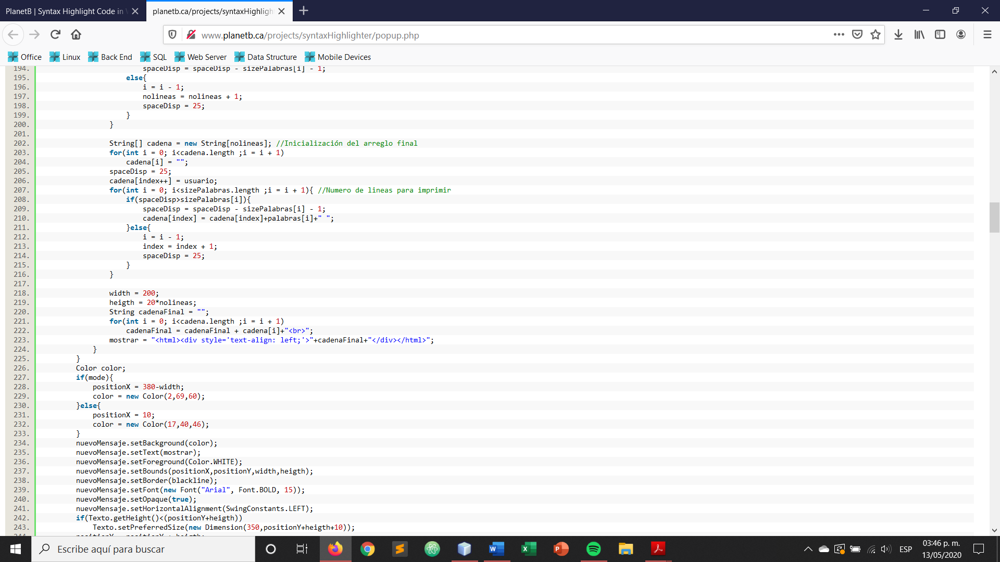 PlanetB | Syntax Highlight Code in
planetb.ca/projects/syntaxHighligh
www.planetb.ca/projects/syntaxHighlighter/popup.php
Office Linux Back End SQL Web Server Data Structure Mobile Devices
194. spaceDisp = spaceDisp - sizePalabras[i] - 1;
195. else{
196. i = i - 1;
197. nolineas = nolineas + 1;
198. spaceDisp = 25;
199. }
200. }
201.
202. String[] cadena = new String[nolineas]; //Inicialización del arreglo final
203. for(int i = 0; i<cadena.length ;i = i + 1)
204. cadena[i] = "";
205. spaceDisp = 25;
206. cadena[index++] = usuario;
207. for(int i = 0; i<sizePalabras.length ;i = i + 1){ //Numero de lineas para imprimir
208. if(spaceDisp>sizePalabras[i]){
209. spaceDisp = spaceDisp - sizePalabras[i] - 1;
210. cadena[index] = cadena[index]+palabras[i]+" ";
211. }else{
212. i = i - 1;
213. index = index + 1;
214. spaceDisp = 25;
215. }
216. }
217.
218. width = 200;
219. heigth = 20*nolineas;
220. String cadenaFinal = "";
221. for(int i = 0; i<cadena.length ;i = i + 1)
222. cadenaFinal = cadenaFinal + cadena[i]+"<br>";
223. mostrar = "<html><div style='text-align: left;'>"+cadenaFinal+"</div></html>";
224. }
225. }
226. Color color;
227. if(mode){
228. positionX = 380-width;
229. color = new Color(2,69,60);
230. }else{
231. positionX = 10;
232. color = new Color(17,40,46);
233. }
234. nuevoMensaje.setBackground(color);
235. nuevoMensaje.setText(mostrar);
236. nuevoMensaje.setForeground(Color.WHITE);
237. nuevoMensaje.setBounds(positionX,positionY,width,heigth);
238. nuevoMensaje.setBorder(blackline);
239. nuevoMensaje.setFont(new Font("Arial", Font.BOLD, 15));
240. nuevoMensaje.setOpaque(true);
241. nuevoMensaje.setHorizontalAlignment(SwingConstants.LEFT);
242. if(Texto.getHeight()<(positionY+heigth))
243. Texto.setPreferredSize(new Dimension(350,positionY+heigth+10));
Escribe aquí para buscar
ESP
03:46 p. m.
13/05/2020